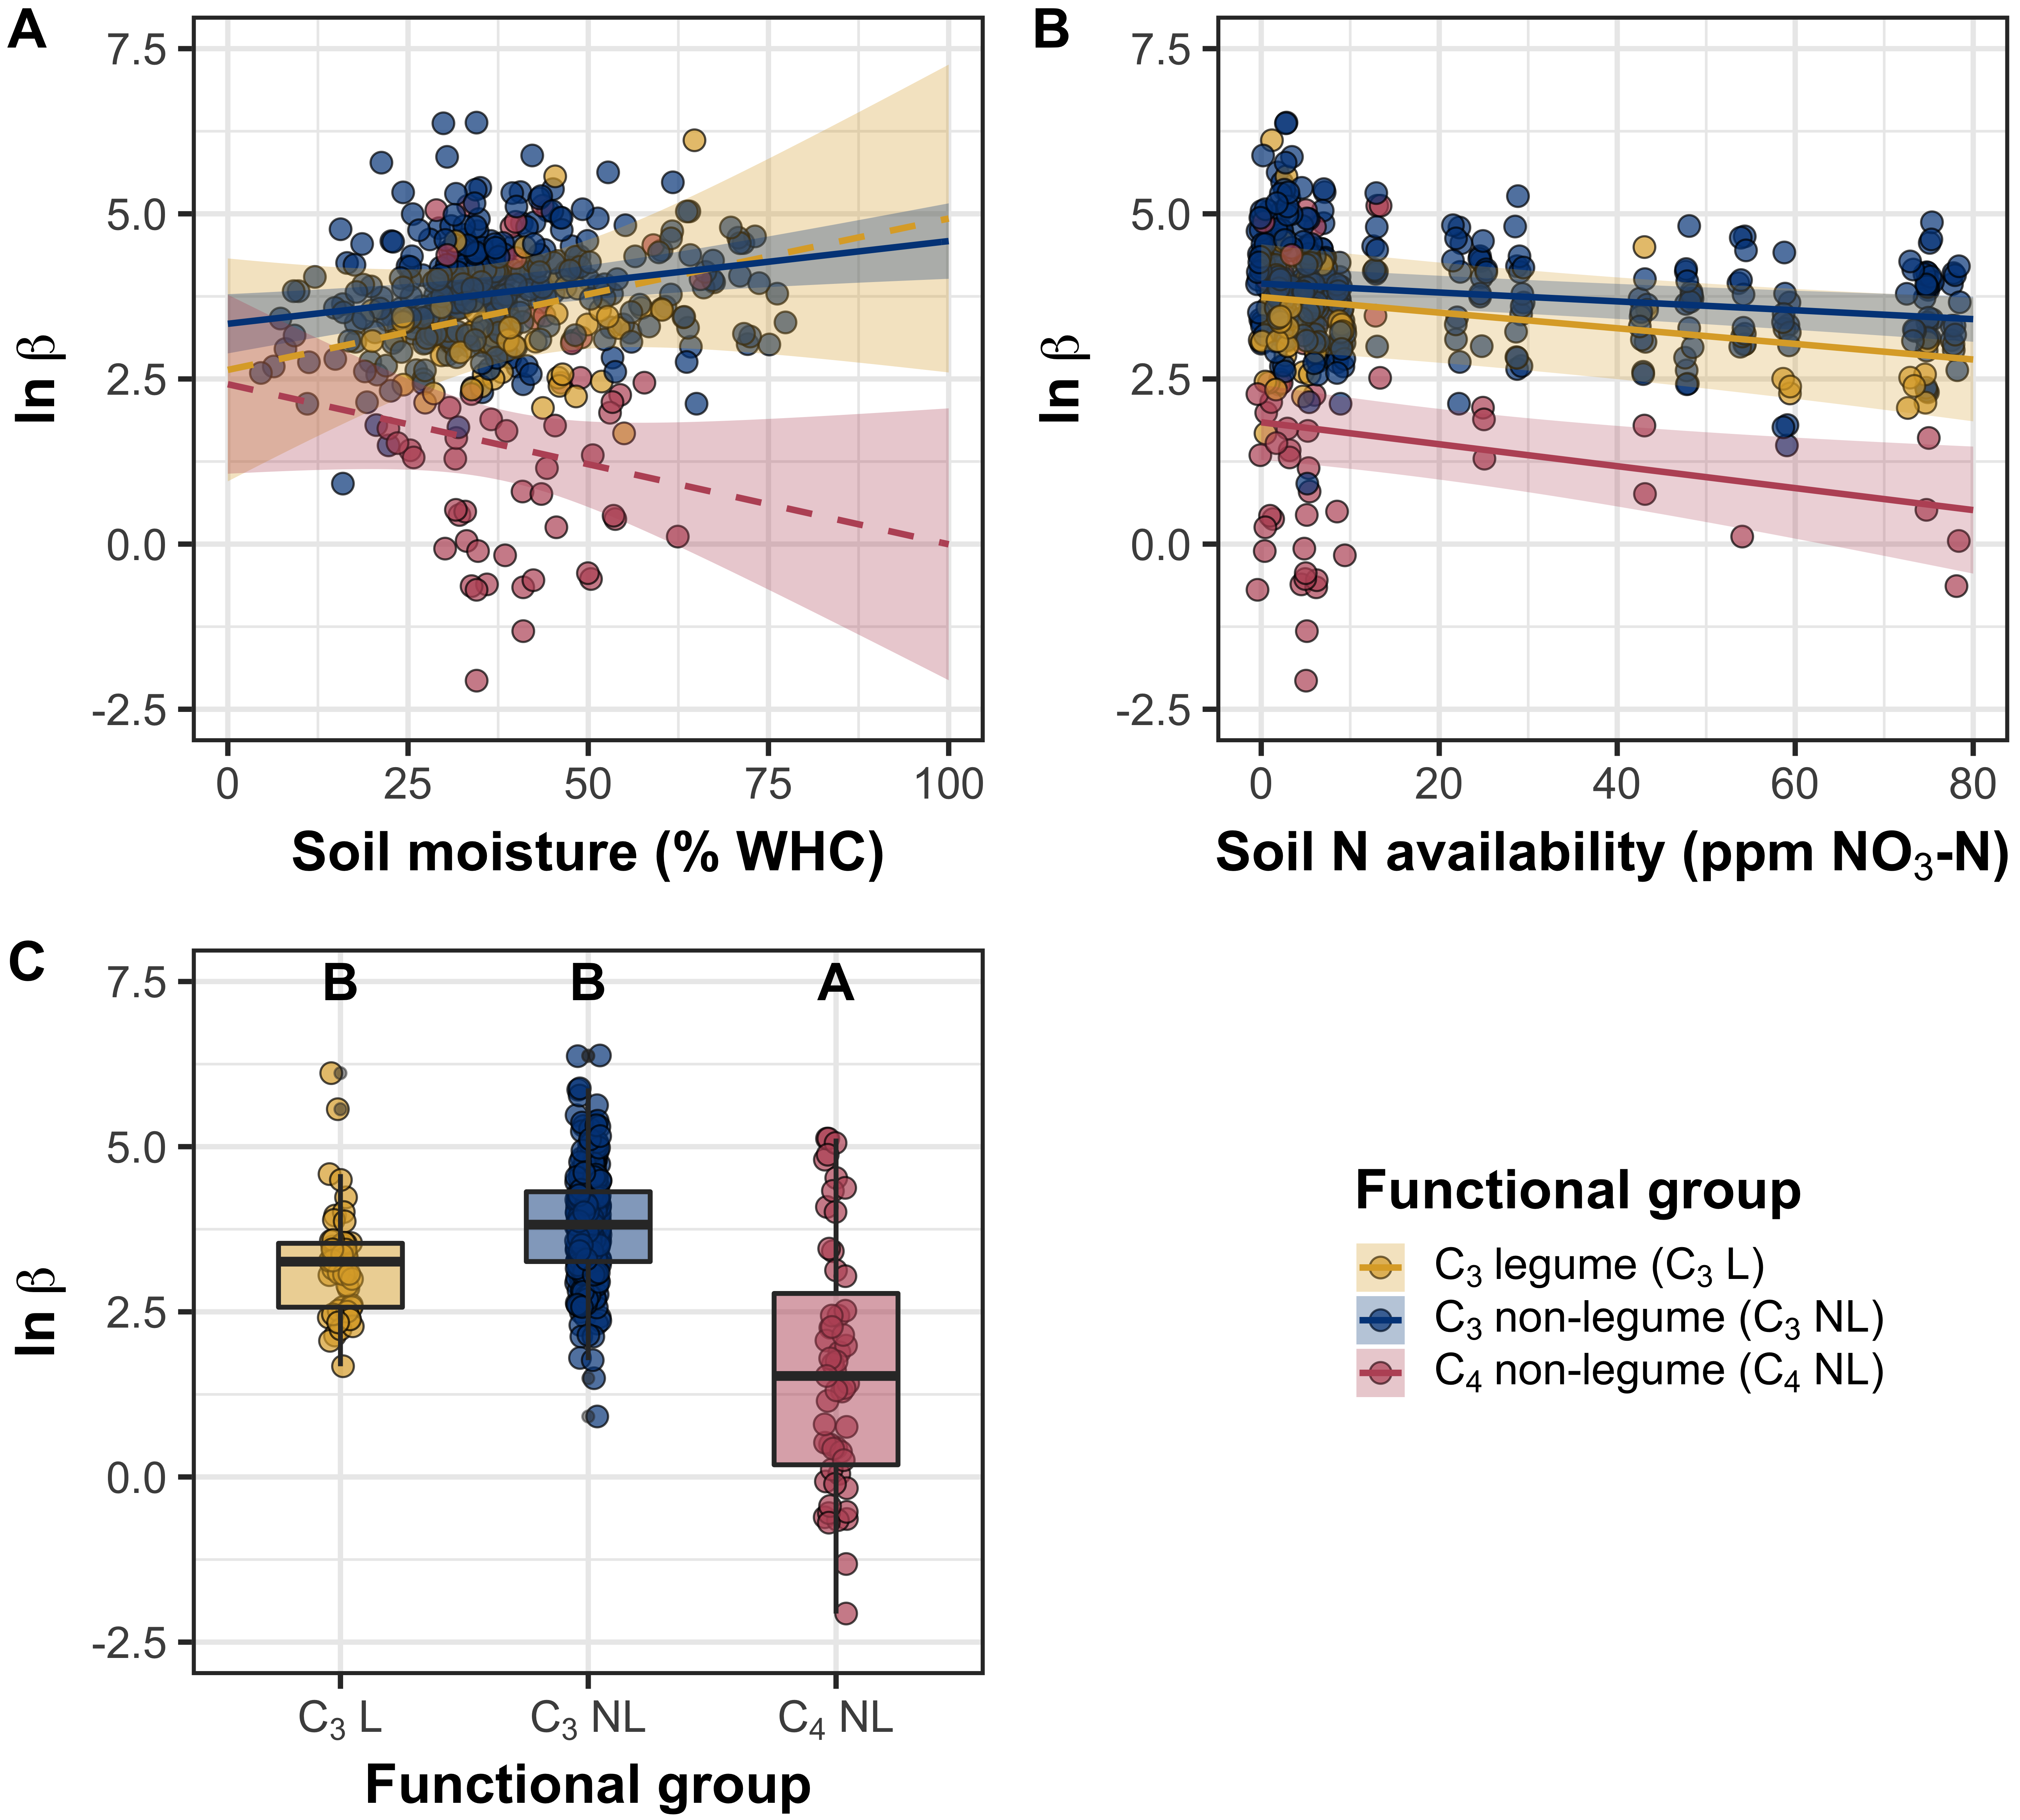 A
7.5
5.0
2.5
0.0
-2.5
ln β
0 25 50 75 100
Soil moisture (% WHC)
B
7.5
5.0
2.5
0.0
-2.5
ln β
0 20 40 60 80
Soil N availability (ppm NO₃-N)
C
B B A
7.5
5.0
2.5
0.0
-2.5
ln β
C₃ L C₃ NL C₄ NL
Functional group
Functional group
C₃ legume (C₃ L)
C₃ non-legume (C₃ NL)
C₄ non-legume (C₄ NL)